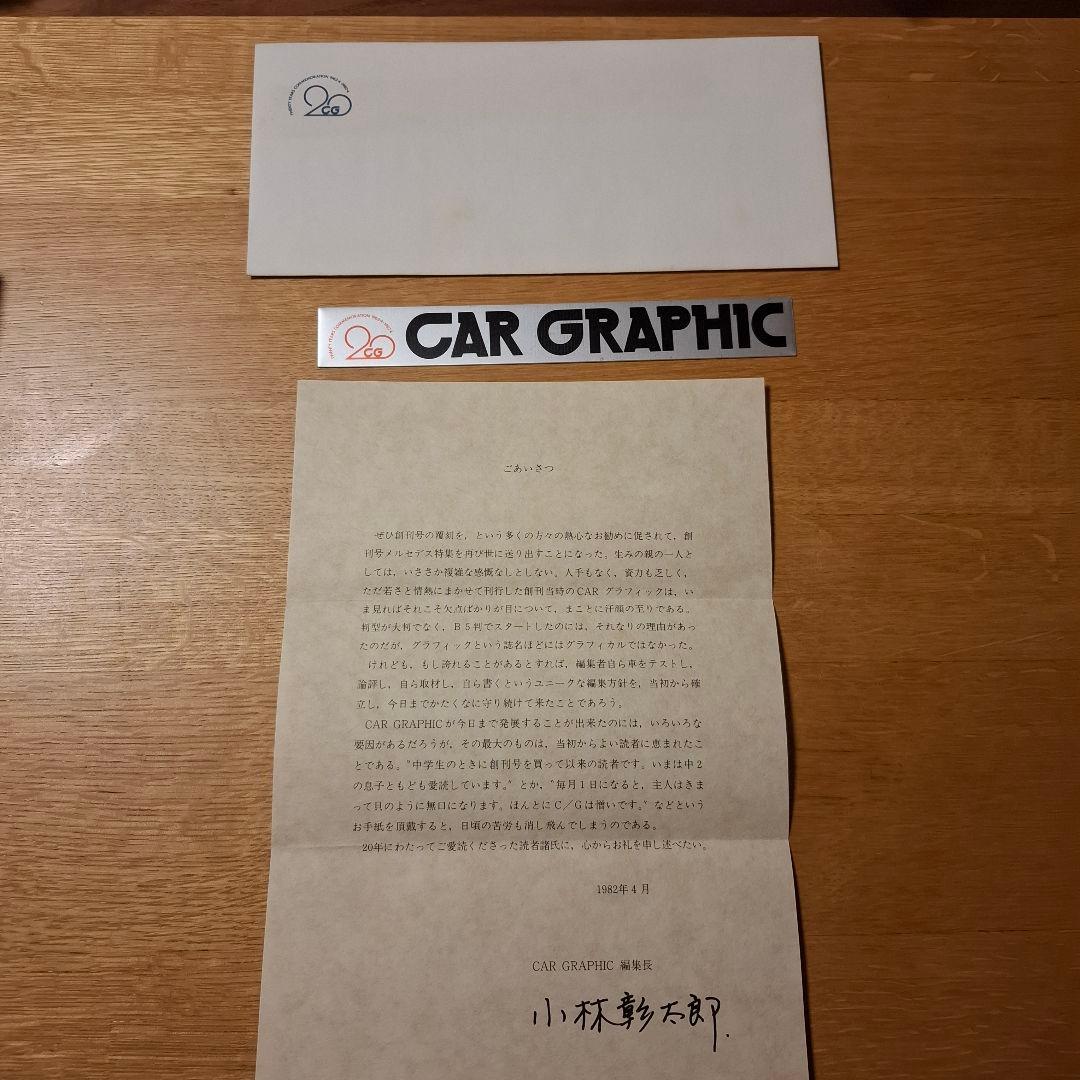 TWENTY YEARS COMMEMORATION 1962·4-1982·4
20
CG
TWENTY YEARS COMMEMORATION 1962·4-1982·4
20
CG
CAR GRAPHIC
ごあいさつ
ぜひ創刊号の覆刻を，という多くの方々の熱心なお勧めに促されて，創
刊号メルセデス特集を再び世に送り出すことになった。生みの親の一人と
しては，いささか複雑な感慨なしとしない。人手もなく，資力も乏しく，
ただ若さと情熱にまかせて刊行した創刊当時のCAR グラフィックは，い
ま見ればそれこそ欠点ばかりが目について，まことに汗顔の至りである。
判型が大判でなく，B5判でスタートしたのには，それなりの理由があっ
たのだが，グラフィックという誌名ほどにはグラフィカルではなかった。
けれども，もし誇れることがあるとすれば，編集者自ら車をテストし，
論評し，自ら取材し，自ら書くというユニークな編集方針を，当初から確
立し，今日までかたくなに守り続けて来たことであろう。
CAR GRAPHICが今日まで発展することが出来たのには，いろいろな
要因があるだろうが，その最大のものは，当初からよい読者に恵まれたこ
とである。〝中学生のときに創刊号を買って以来の読者です。いまは中2
の息子ともども愛読しています。〟とか，〝毎月1日になると，主人はきま
って貝のように無口になります。ほんとにC／Gは憎いです。〟などという
お手紙を頂戴すると，日頃の苦労も消し飛んでしまうのである。
20年にわたってご愛読くださった読者諸氏に，心からお礼を申し述べたい。
1982年4月
CAR GRAPHIC 編集長
小林彰太郎